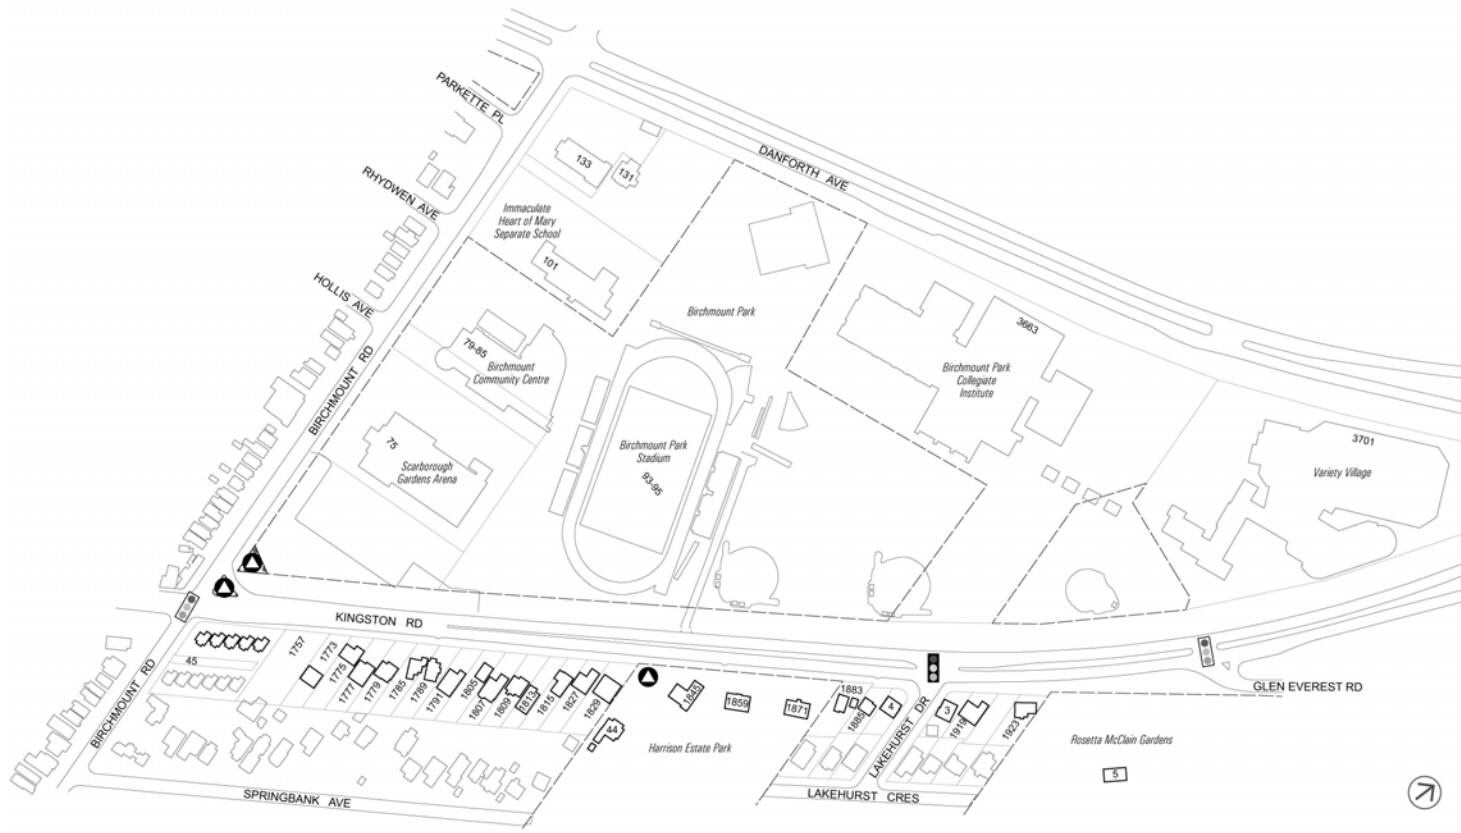 PARKETTE PL
DANFORTH AVE
133
131
RHYDWEN AVE
Immaculate
Heart of Mary
Separate School
101
HOLLIS AVE
Birchmount Park
3663
79-85
Birchmount
Community Centre
BIRCHMOUNT RD
Birchmount Park
Collegiate
Institute
75
Scarborough
Gardens Arena
Birchmount Park
Stadium
93-95
3701
Variety Village
KINGSTON RD
45
1757
1773
1775
1777
1779
1785
1789
1791
1805
1807
1809
1813
1815
1827
1829
44
1845
1859
1871
1883
1885
4
3
1919
1923
GLEN EVEREST RD
BIRCHMOUNT RD
Harrison Estate Park
LAKEHURST DR
Rosetta McClain Gardens
5
SPRINGBANK AVE
LAKEHURST CRES